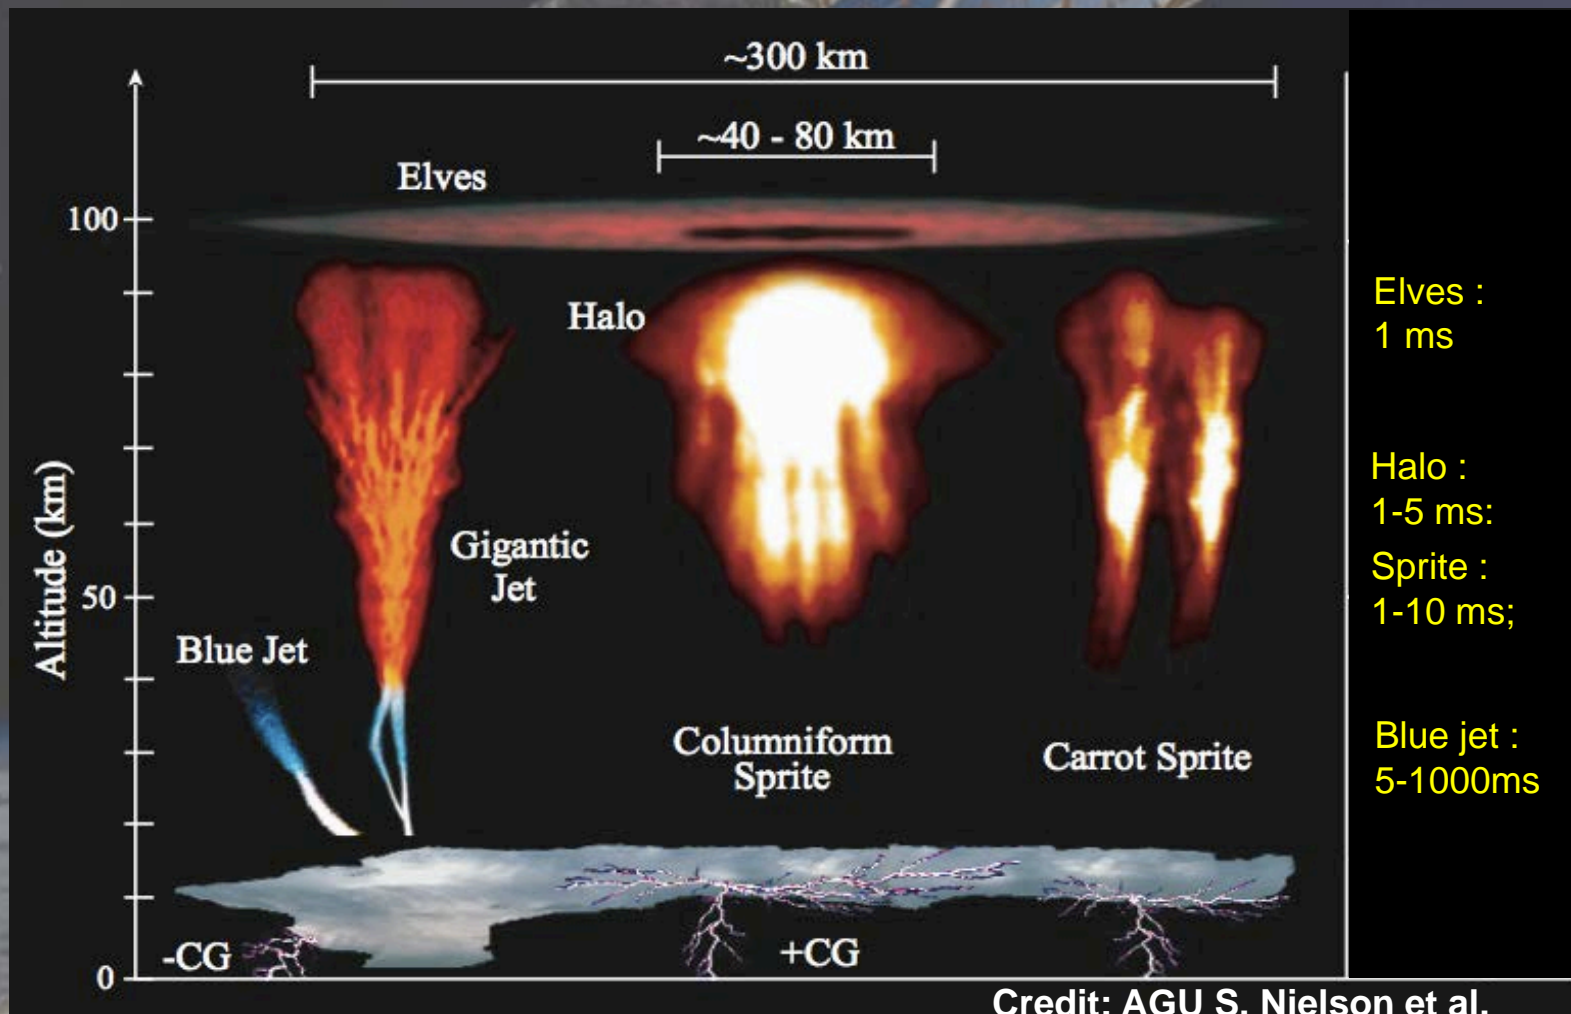 ~300 km
~40 - 80 km
Elves
100
Halo
Altitude (km)
Gigantic
Jet
50
Blue Jet
Columniform
Sprite
Carrot Sprite
-CG
+CG
0
Elves :
1 ms
Halo :
1-5 ms:
Sprite :
1-10 ms;
Blue jet :
5-1000ms
Credit: AGU S. Nielson et al.